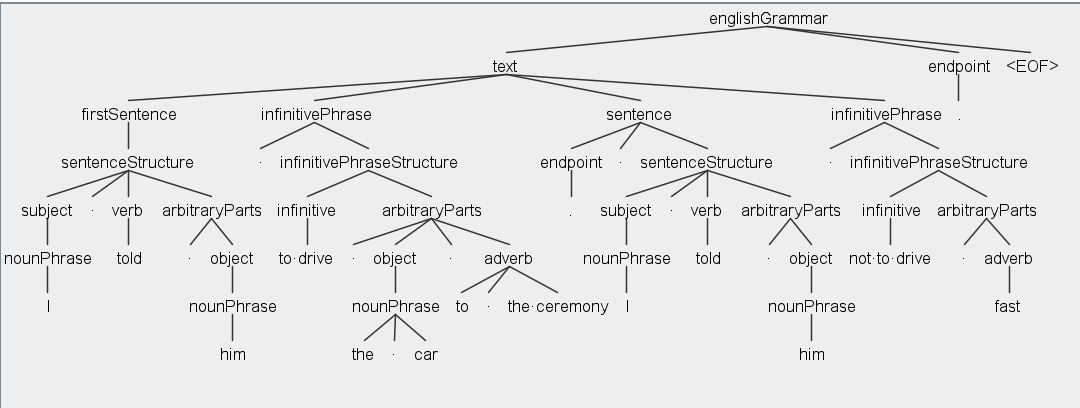 englishGrammar
text endpoint <EOF>
firstSentence infinitivePhrase sentence infinitivePhrase .
sentenceStructure · infinitivePhraseStructure endpoint · sentenceStructure · infinitivePhraseStructure
subject · verb arbitraryParts infinitive arbitraryParts . subject · verb arbitraryParts infinitive arbitraryParts
nounPhrase told · object to·drive · object · adverb nounPhrase told · object not·to·drive · adverb
I nounPhrase nounPhrase to · the·ceremony I nounPhrase fast
him the · car him